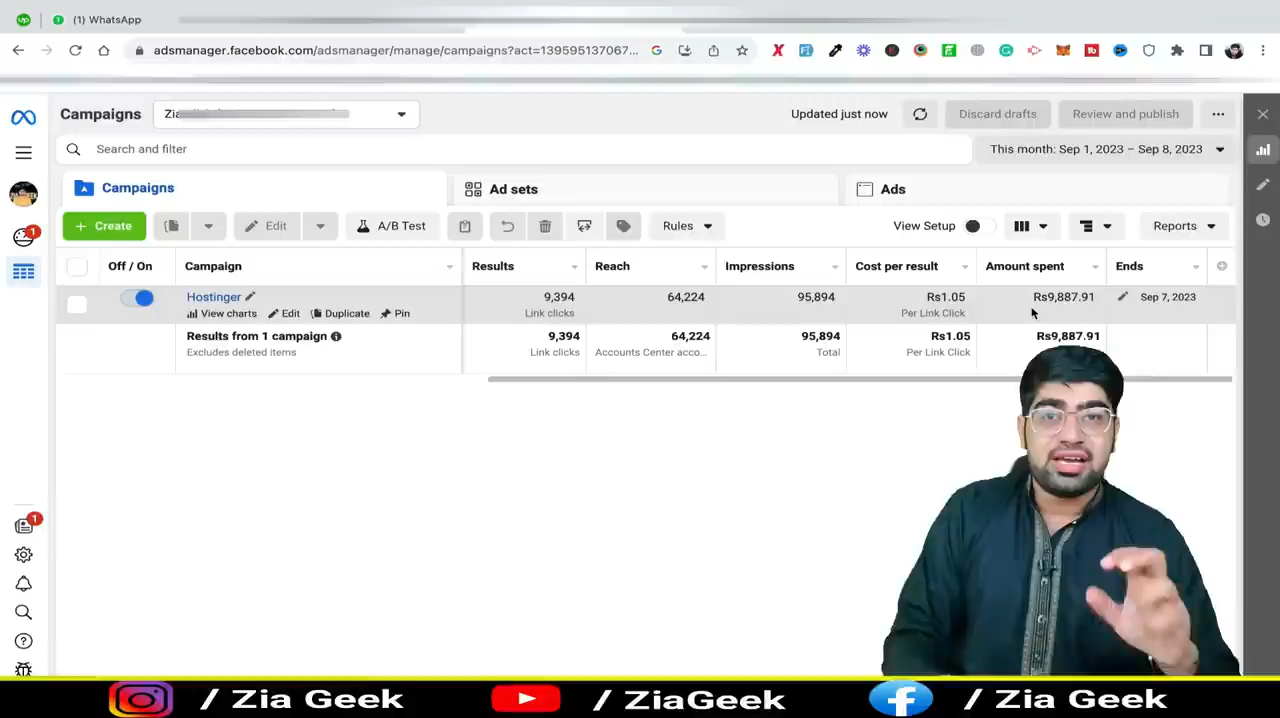 (1) WhatsApp
adsmanager.facebook.com/adsmanager/manage/campaigns?act=139595137067...
Campaigns
Zia
Updated just now
Discard drafts
Review and publish
Search and filter
This month: Sep 1, 2023 – Sep 8, 2023
Campaigns
Ad sets
Ads
+ Create
Edit
A/B Test
Rules
View Setup
Reports
Off / On
Campaign
Results
Reach
Impressions
Cost per result
Amount spent
Ends
Hostinger
9,394
64,224
95,894
Rs1.05
Rs9,887.91
Sep 7, 2023
View charts
Edit
Duplicate
Pin
Link clicks
Per Link Click
Results from 1 campaign
9,394
64,224
95,894
Rs1.05
Rs9,887.91
Excludes deleted items
Link clicks
Accounts Center acco...
Total
Per Link Click
/ Zia Geek
/ ZiaGeek
/ Zia Geek